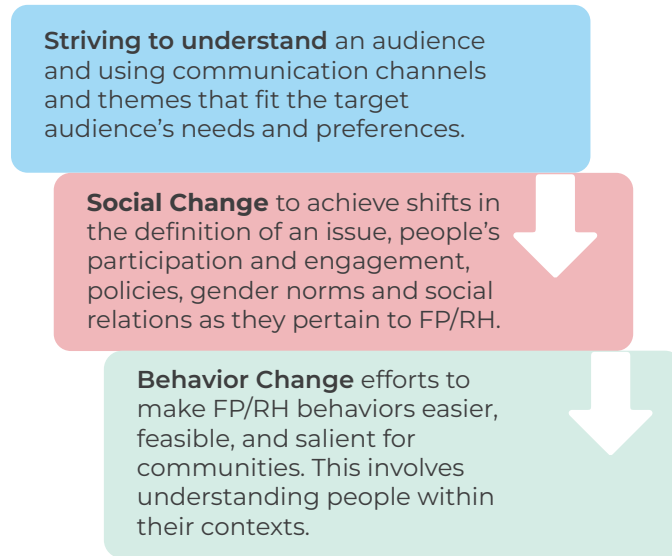 Striving to understand an audience
and using communication channels
and themes that fit the target
audience's needs and preferences.
Social Change to achieve shifts in
the definition of an issue, people's
participation and engagement,
policies, gender norms and social
relations as they pertain to FP/RH.
Behavior Change efforts to
make FP/RH behaviors easier,
feasible, and salient for
communities. This involves
understanding people within
their contexts.